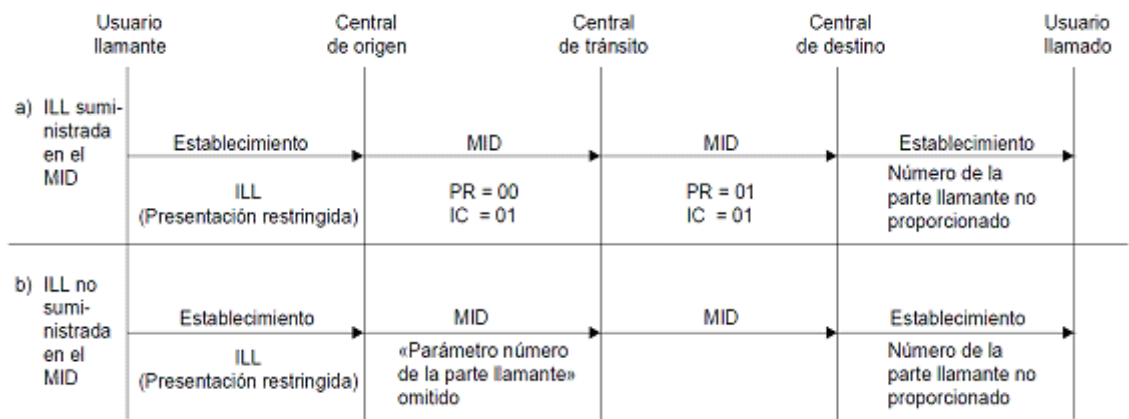 Usuario llamante
Central de origen
Central de tránsito
Central de destino
Usuario llamado
a) ILL sumi-
nistrada
en el
MID
Establecimiento
MID
MID
Establecimiento
ILL
(Presentación restringida)
PR = 00
IC = 01
PR = 01
IC = 01
Número de la
parte llamante no
proporcionado
b) ILL no
sumi-
nistrada
en el
MID
Establecimiento
MID
MID
Establecimiento
ILL
(Presentación restringida)
«Parámetro número
de la parte llamante»
omitido
Número de la
parte llamante no
proporcionado